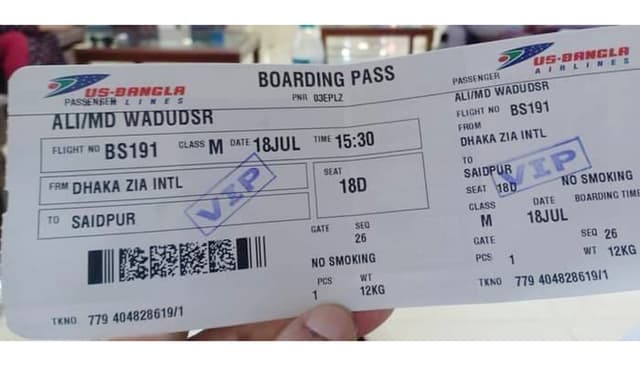 US-BANGLA
AIRLINES
BOARDING PASS
PASSENGER
PNR 03EPLZ
ALI/MD WADUDSR
FLIGHT NO BS191 CLASS M DATE 18JUL TIME 15:30
FRM DHAKA ZIA INTL
SEAT
18D
TO SAIDPUR
VIP
GATE SEQ
26
NO SMOKING
PCS WT
1 12KG
TKNO 779 404828619/1
US-BANGLA
AIRLINES
PASSENGER
ALI/MD WADUDSR
FLIGHT NO BS191
FROM
DHAKA ZIA INTL
TO
SAIDPUR
VIP
SEAT 18D NO SMOKING
CLASS DATE BOARDING TIME
M 18JUL
GATE SEQ 26
PCS 1 WT 12KG
TKNO 779 404828619/1